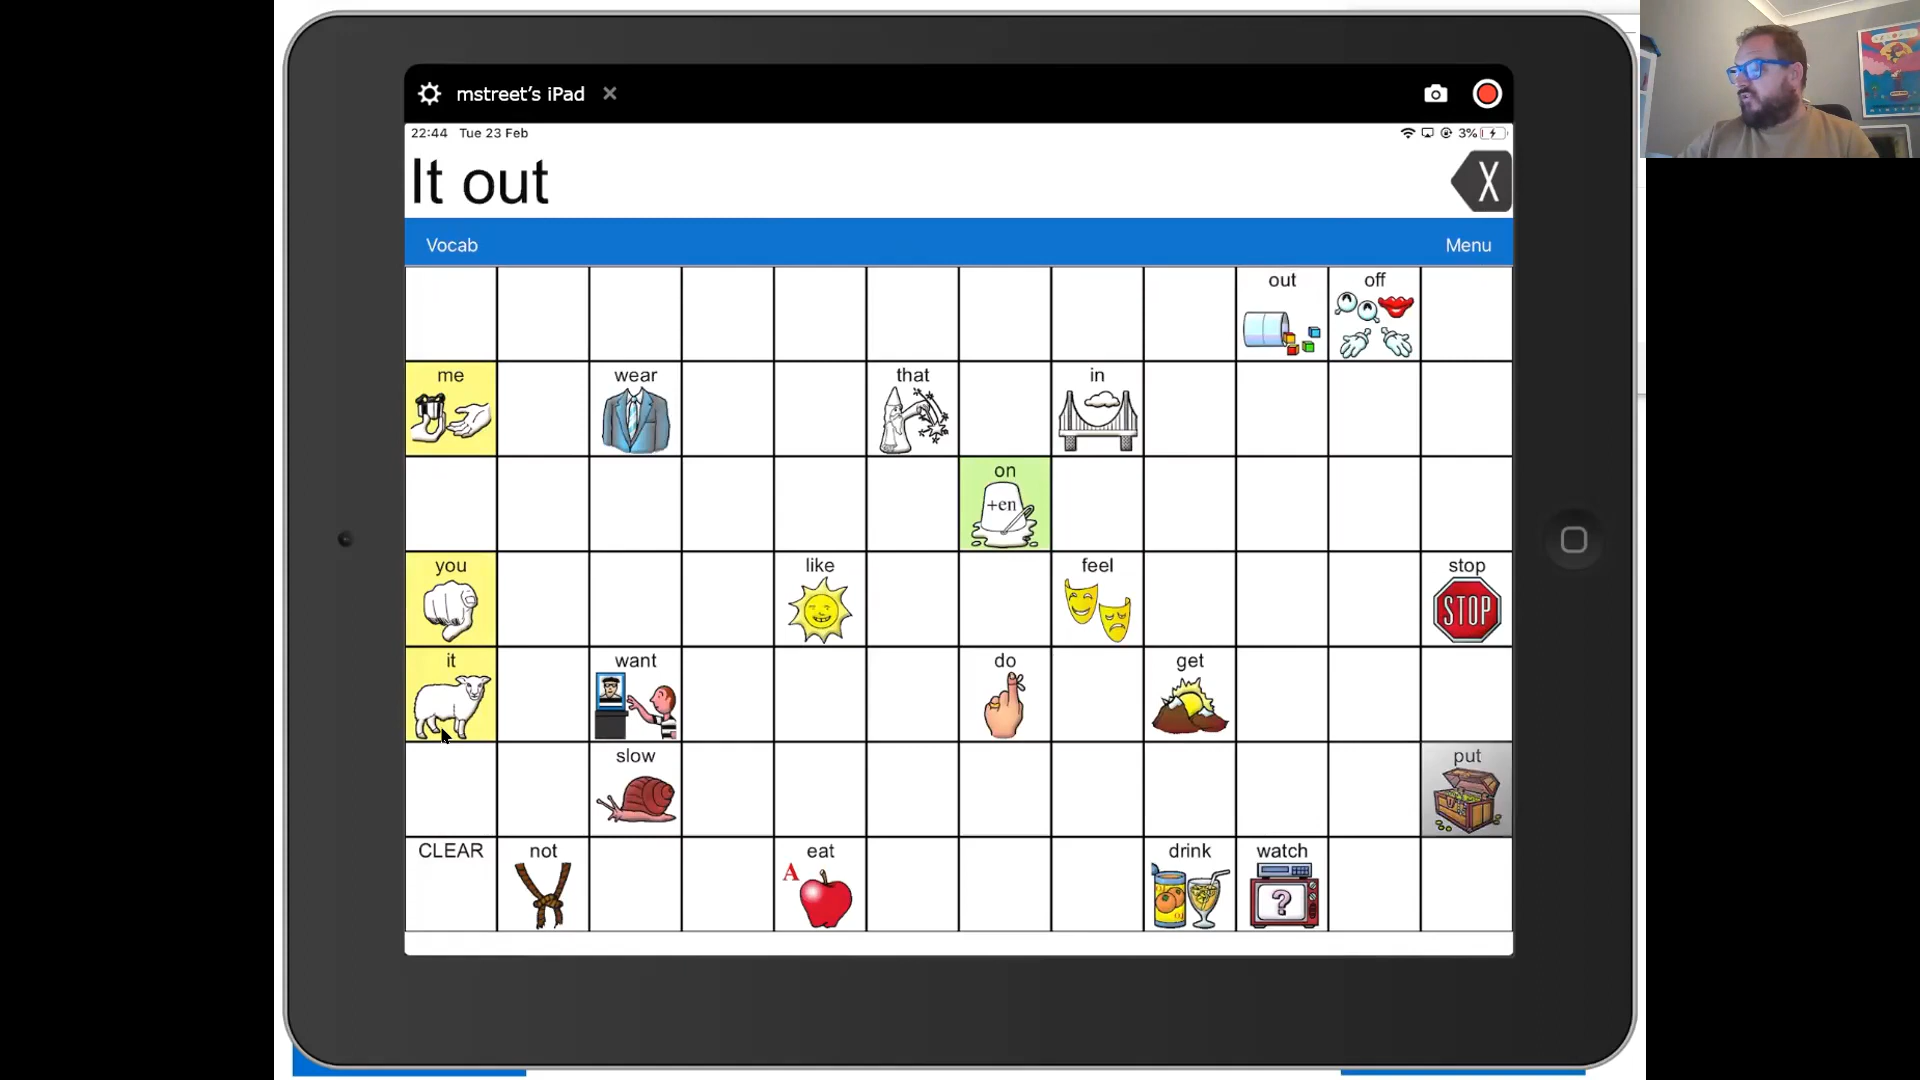 mstreet's iPad
22:44 Tue 23 Feb
3%
It out
X
Vocab
Menu
out
off
me
wear
that
in
on
+en
you
like
feel
stop
STOP
it
want
do
get
slow
put
CLEAR
not
eat
A
drink
watch
?